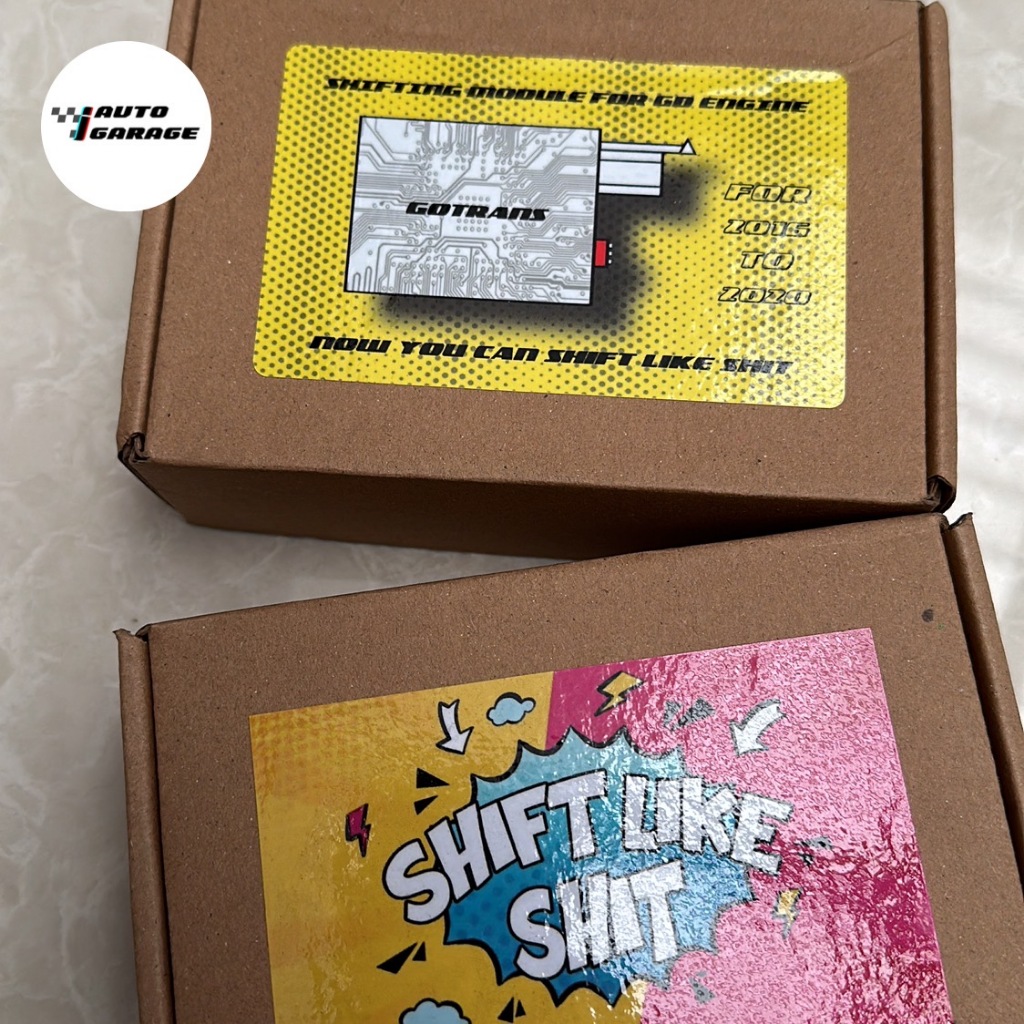 AUTO
GARAGE
SHIFTING MODULE FOR GD ENGINE
GOTRANS
FOR
2015
TO
2020
NOW YOU CAN SHIFT LIKE SHIT
SHIFT LIKE
SHIT